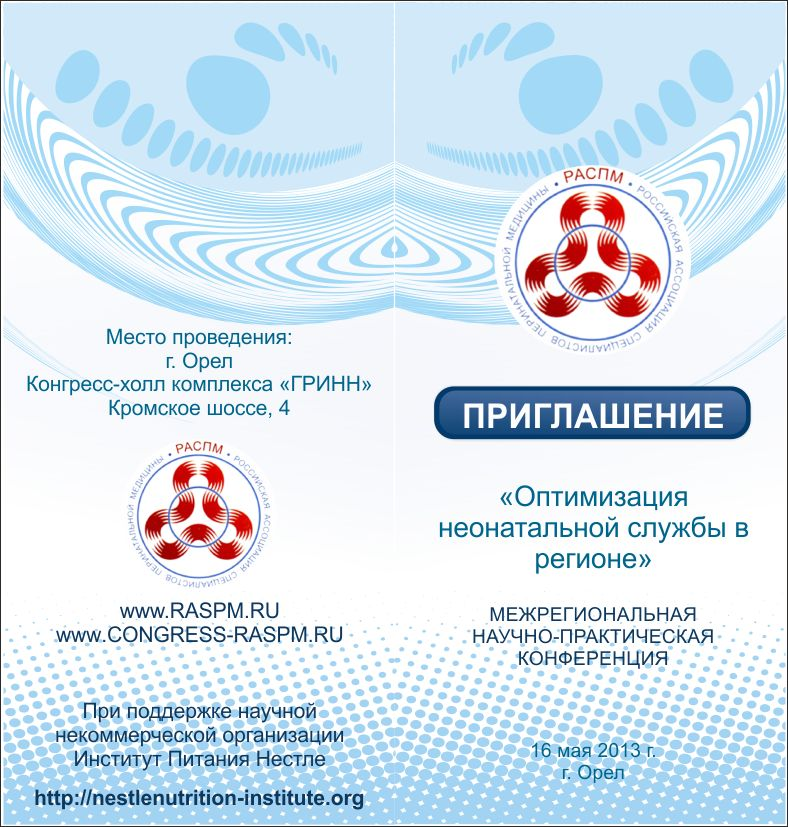 Место проведения:
г. Орел
Конгресс-холл комплекса «ГРИНН»
Кромское шоссе, 4
РАСПМ • РОССИЙСКАЯ АССОЦИАЦИЯ СПЕЦИАЛИСТОВ ПЕРИНАТАЛЬНОЙ МЕДИЦИНЫ •
www.RASPM.RU
www.CONGRESS-RASPM.RU
При поддержке научной
некоммерческой организации
Институт Питания Нестле
http://nestlenutrition-institute.org
РАСПМ • РОССИЙСКАЯ АССОЦИАЦИЯ СПЕЦИАЛИСТОВ ПЕРИНАТАЛЬНОЙ МЕДИЦИНЫ •
ПРИГЛАШЕНИЕ
«Оптимизация
неонатальной службы в
регионе»
МЕЖРЕГИОНАЛЬНАЯ
НАУЧНО-ПРАКТИЧЕСКАЯ
КОНФЕРЕНЦИЯ
16 мая 2013 г.
г. Орел